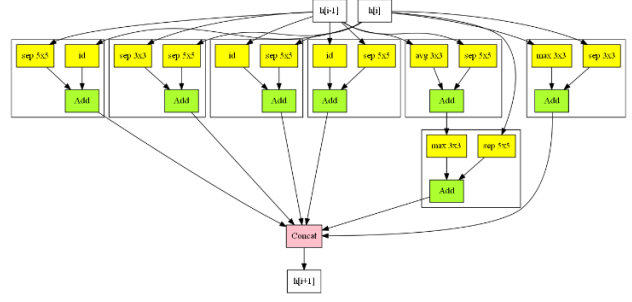 h[i-1] h[i]
sep 5x5 id sep 3x3 sep 5x5 id sep 5x5 id sep 5x5 avg 3x3 sep 5x5 max 3x3 sep 3x3
Add Add Add Add Add Add
max 3x3 sep 5x5
Add
Concat
h[i+1]